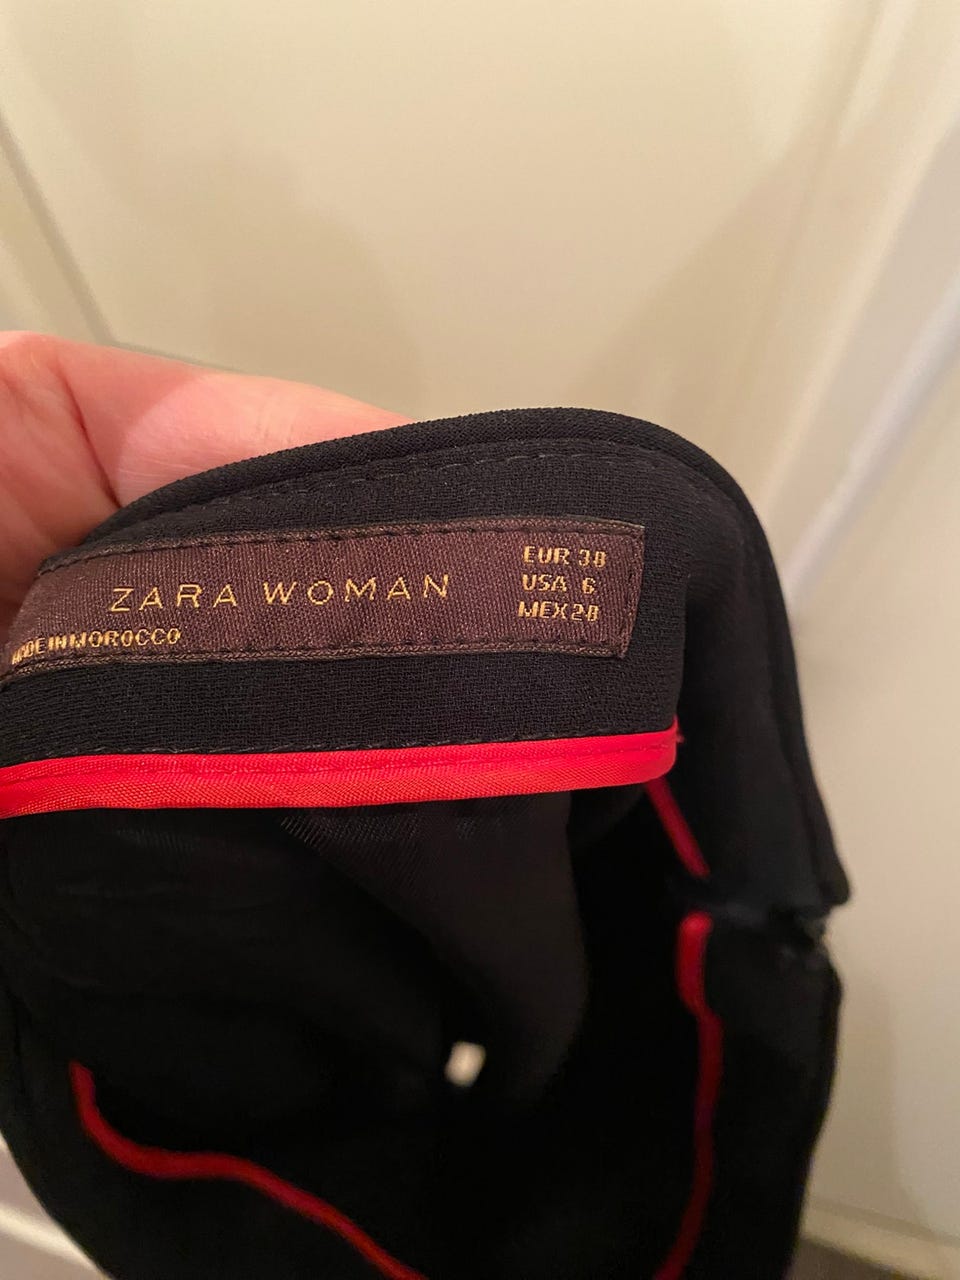 ZARA WOMAN
MADE IN MOROCCO
EUR 38
USA 6
MEX 28